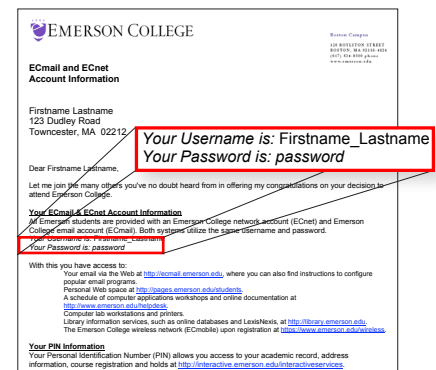 EMERSON COLLEGE
Boston Campus
120 BOYLSTON STREET
BOSTON, MA 02116-4624
(617) 824-8500 phone
www.emerson.edu
ECmail and ECnet
Account Information
Firstname Lastname
123 Dudley Road
Towncester, MA 02212
Your Username is: Firstname_Lastname
Your Password is: password
Dear Firstname Lastname,
Let me join the many others you've no doubt heard from in offering my congratulations on your decision to
attend Emerson College.
Your ECmail & ECnet Account Information
All Emerson students are provided with an Emerson College network account (ECnet) and Emerson
College email account (ECmail). Both systems utilize the same username and password.
Your Username is: Firstname_Lastname
Your Password is: password
With this you have access to:
Your email via the Web at http://ecmail.emerson.edu, where you can also find instructions to configure
popular email programs.
Personal Web space at http://pages.emerson.edu/students.
A schedule of computer applications workshops and online documentation at
http://www.emerson.edu/helpdesk.
Computer lab workstations and printers.
Library information services, such as online databases and LexisNexis, at http://library.emerson.edu.
The Emerson College wireless network (ECmobile) upon registration at https://www.emerson.edu/wireless.
Your PIN Information
Your Personal Identification Number (PIN) allows you access to your academic record, address
information, course registration and holds at http://interactive.emerson.edu/interactiveservices.